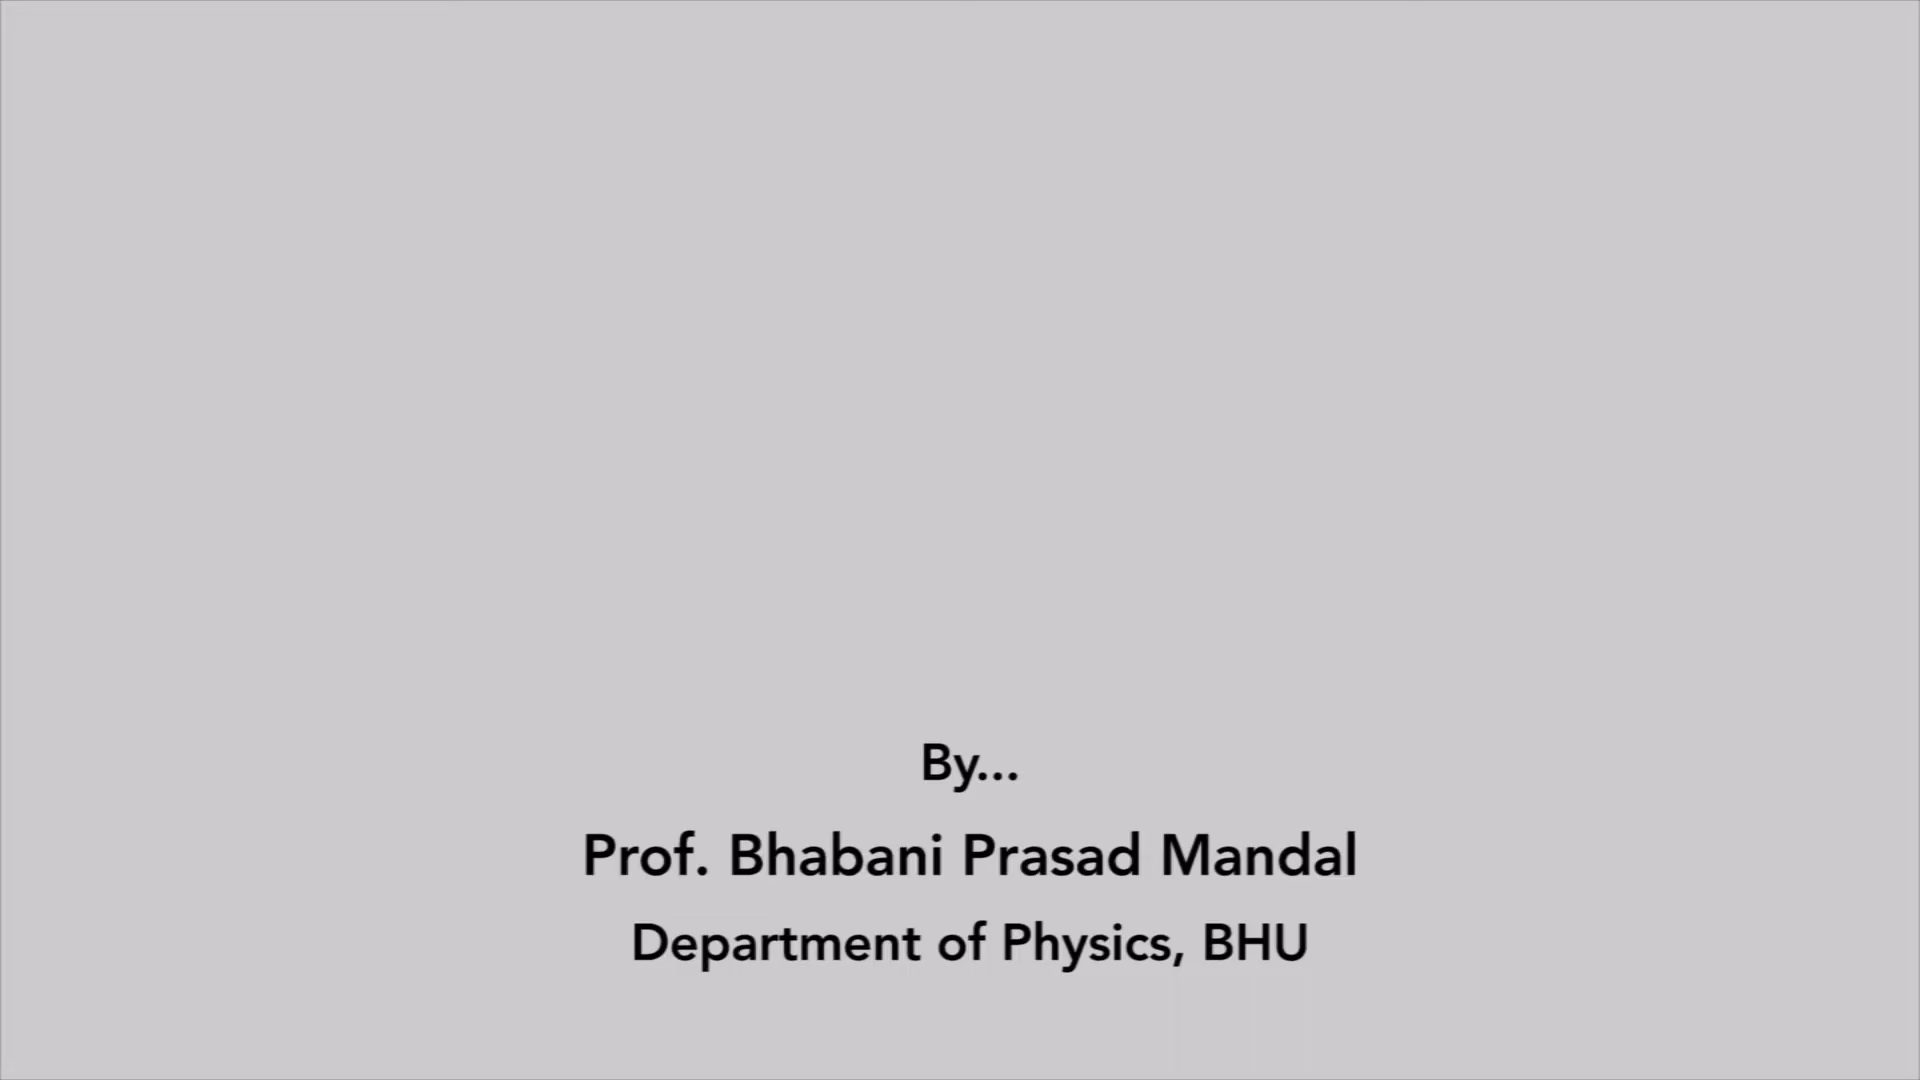 By...
Prof. Bhabani Prasad Mandal
Department of Physics, BHU